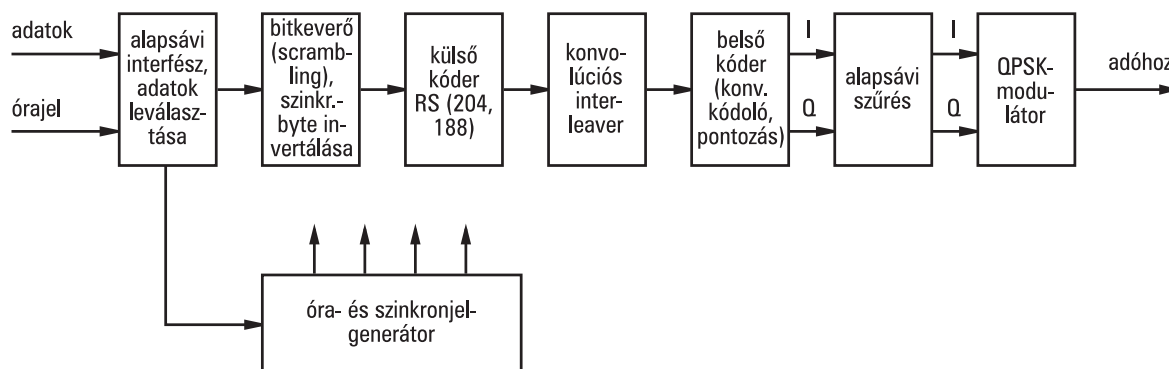 adatok
órajel
alapsávi
interfész,
adatok
leválasz-
tása
bitkeverő
(scramb-
ling),
szinkr.-
byte in-
vertálása
külső
kóder
RS (204,
188)
konvo-
lúciós
inter-
leaver
belső
kóder
(konv.
kódoló,
pontozás)
I
Q
alapsávi
szűrés
I
Q
QPSK-
modu-
látor
adóhoz
óra- és szinkronjel-
generátor